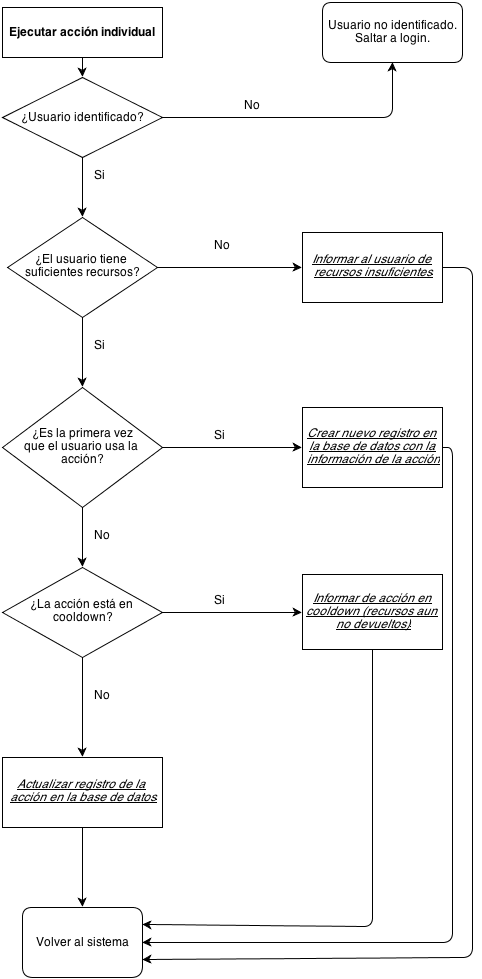 Ejecutar acción individual
Usuario no identificado.
Saltar a login.
¿Usuario identificado?
No
Si
¿El usuario tiene
suficientes recursos?
No
Informar al usuario de
recursos insuficientes
Si
¿Es la primera vez
que el usuario usa la
acción?
Si
Crear nuevo registro en
la base de datos con la
información de la acción
No
¿La acción está en
cooldown?
Si
Informar de acción en
cooldown (recursos aun
no devueltos)
No
Actualizar registro de la
acción en la base de datos
Volver al sistema